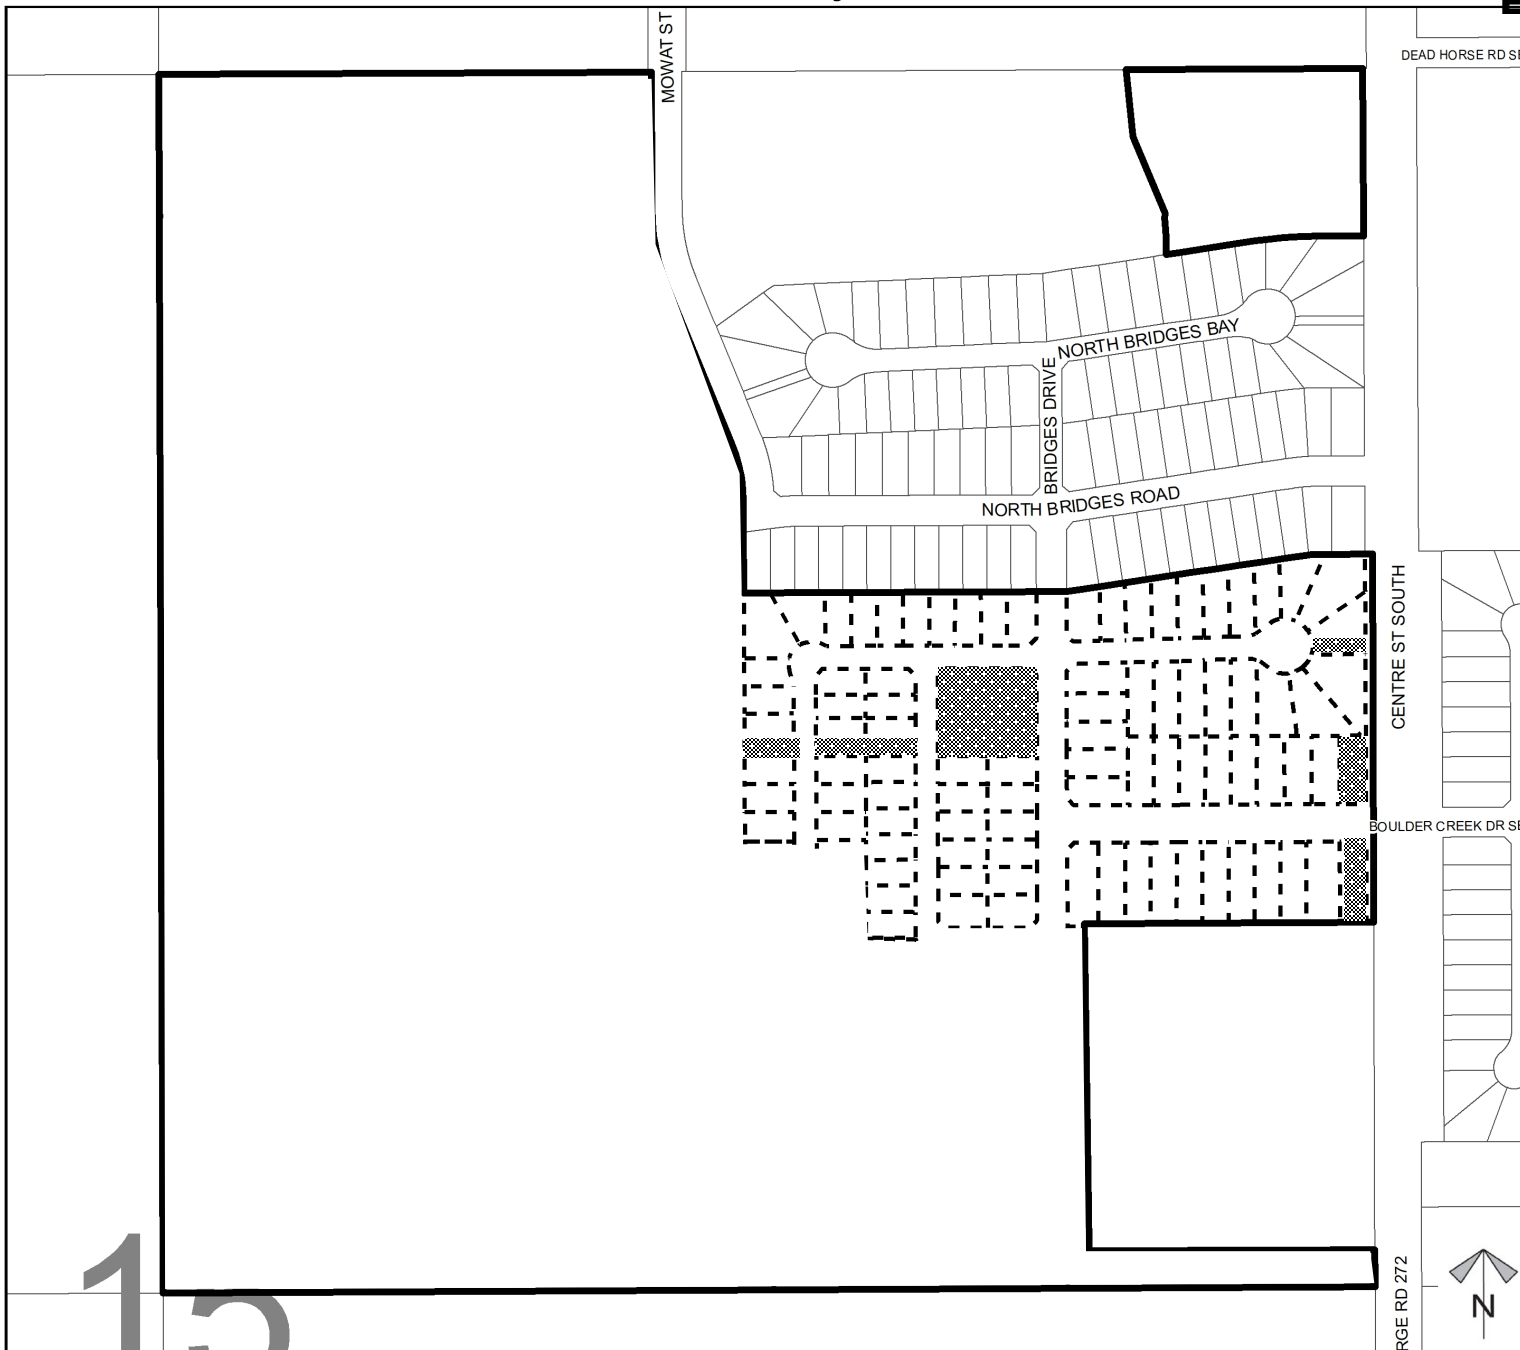 MOWAT ST
DEAD HORSE RD SE
NORTH BRIDGES BAY
BRIDGES DRIVE
NORTH BRIDGES ROAD
CENTRE ST SOUTH
BOULDER CREEK DR SE
RGE RD 272
15
N